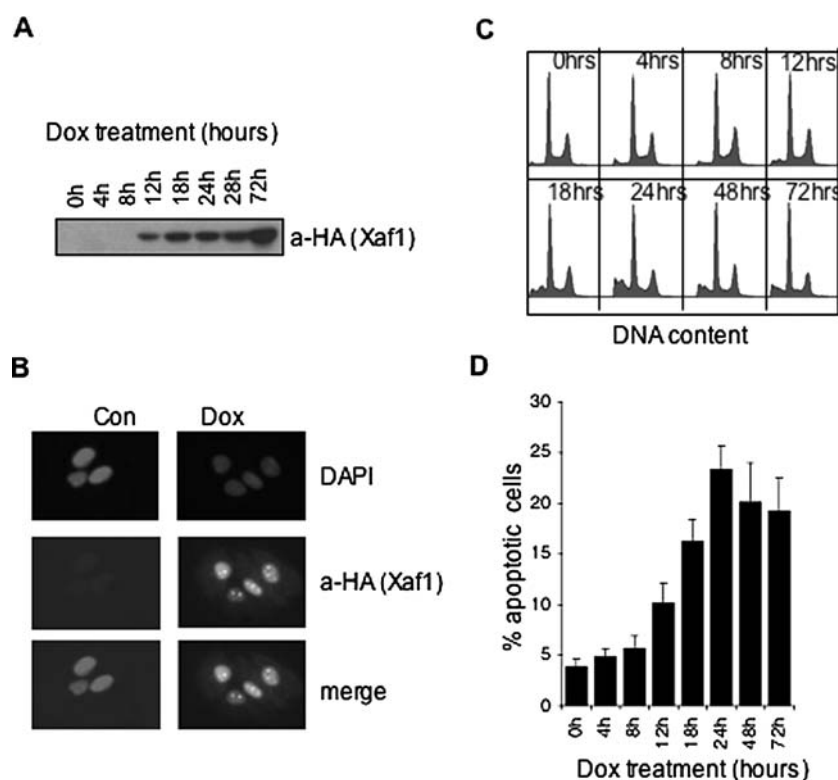 A
Dox treatment (hours)
0h 4h 8h 12h 18h 24h 28h 72h
a-HA (Xaf1)
B
Con Dox
DAPI
a-HA (Xaf1)
merge
C
0hrs 4hrs 8hrs 12hrs
18hrs 24hrs 48hrs 72hrs
DNA content
D
% apoptotic cells
30
25
20
15
10
5
0
0h 4h 8h 12h 18h 24h 48h 72h
Dox treatment (hours)